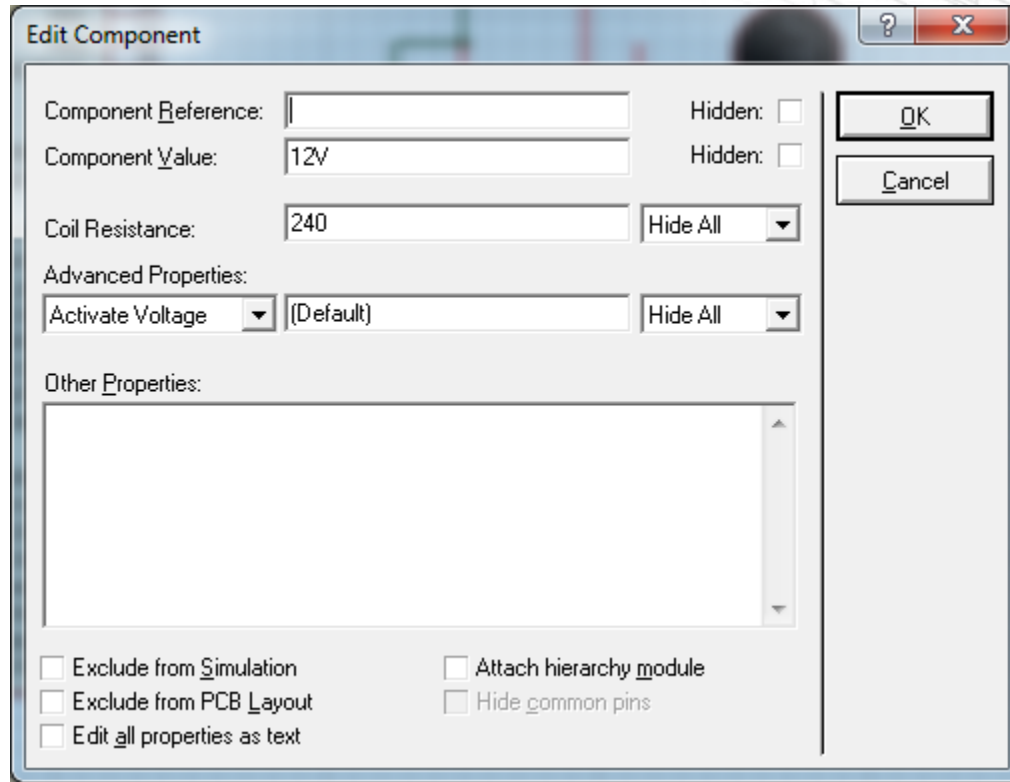 Edit Component
Component Reference:
Hidden:
OK
Component Value:
12V
Hidden:
Cancel
Coil Resistance:
240
Hide All
Advanced Properties:
Activate Voltage
(Default)
Hide All
Other Properties:
Exclude from Simulation
Attach hierarchy module
Exclude from PCB Layout
Hide common pins
Edit all properties as text